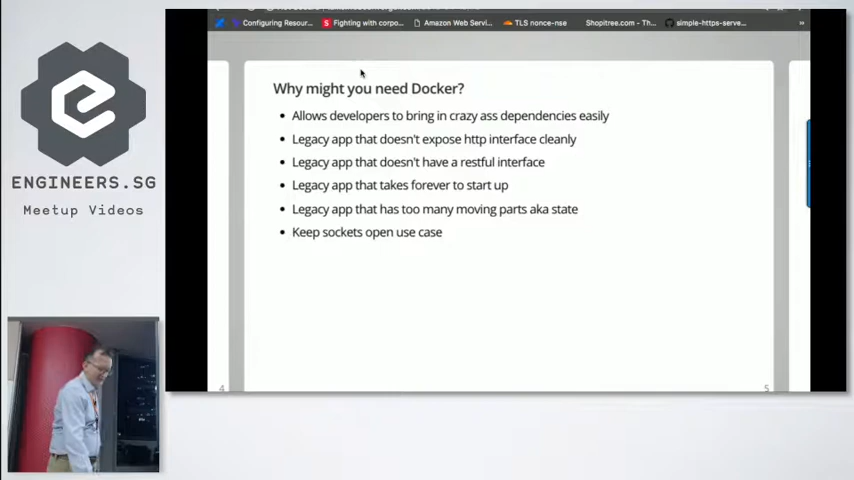 Configuring Resour...
Fighting with corpo...
Amazon Web Servi...
TLS nonce-nse
Shopitree.com - Th...
simple-https-serve...
»
Why might you need Docker?
• Allows developers to bring in crazy ass dependencies easily
• Legacy app that doesn't expose http interface cleanly
• Legacy app that doesn't have a restful interface
• Legacy app that takes forever to start up
• Legacy app that has too many moving parts aka state
• Keep sockets open use case
4
5
ENGINEERS.SG
Meetup Videos